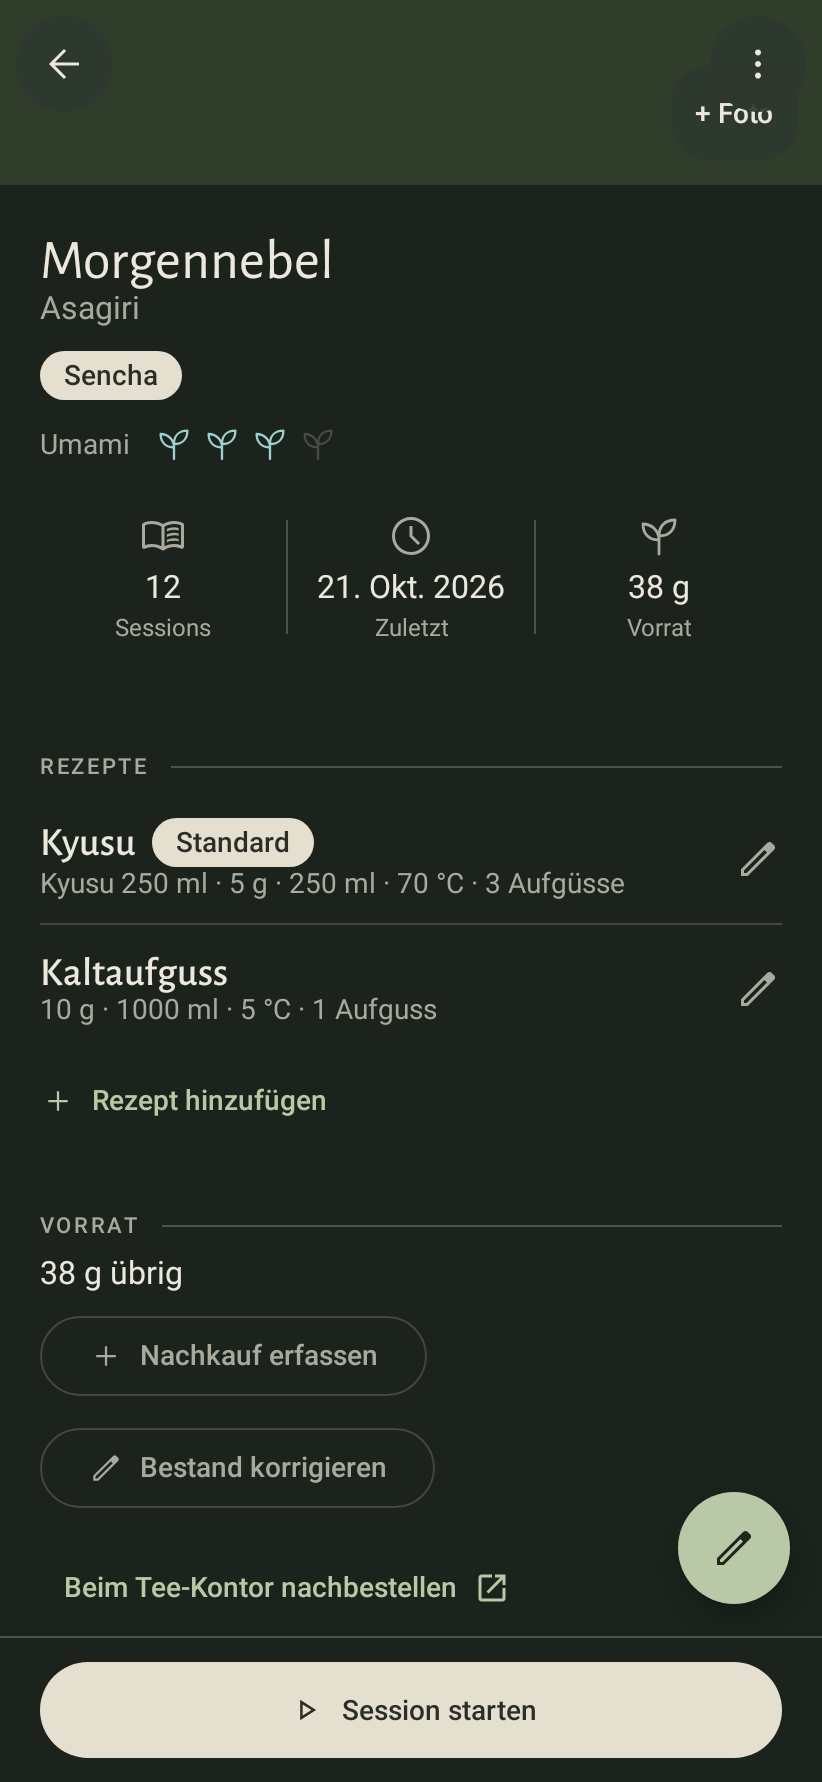 + Foto
Morgennebel
Asagiri
Sencha
Umami
12
Sessions
21. Okt. 2026
Zuletzt
38 g
Vorrat
REZEPTE
Kyusu Standard
Kyusu 250 ml · 5 g · 250 ml · 70 °C · 3 Aufgüsse
Kaltaufguss
10 g · 1000 ml · 5 °C · 1 Aufguss
+ Rezept hinzufügen
VORRAT
38 g übrig
+ Nachkauf erfassen
Bestand korrigieren
Beim Tee-Kontor nachbestellen
Session starten